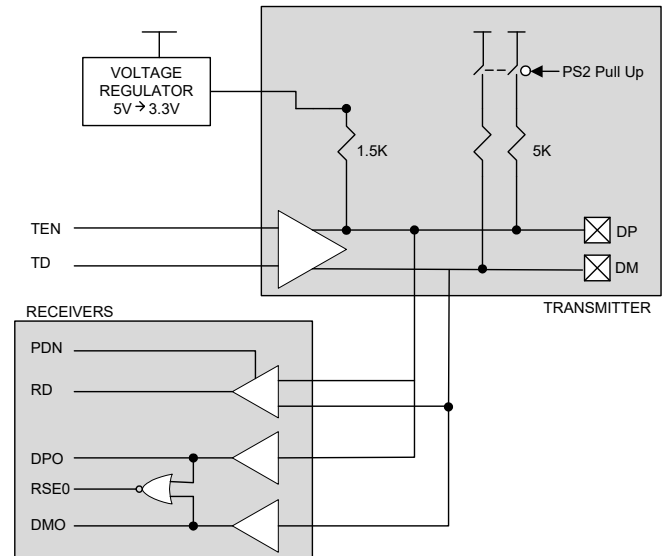 VOLTAGE
REGULATOR
5V → 3.3V
PS2 Pull Up
1.5K
5K
TEN
TD
DP
DM
TRANSMITTER
RECEIVERS
PDN
RD
DPO
RSE0
DMO